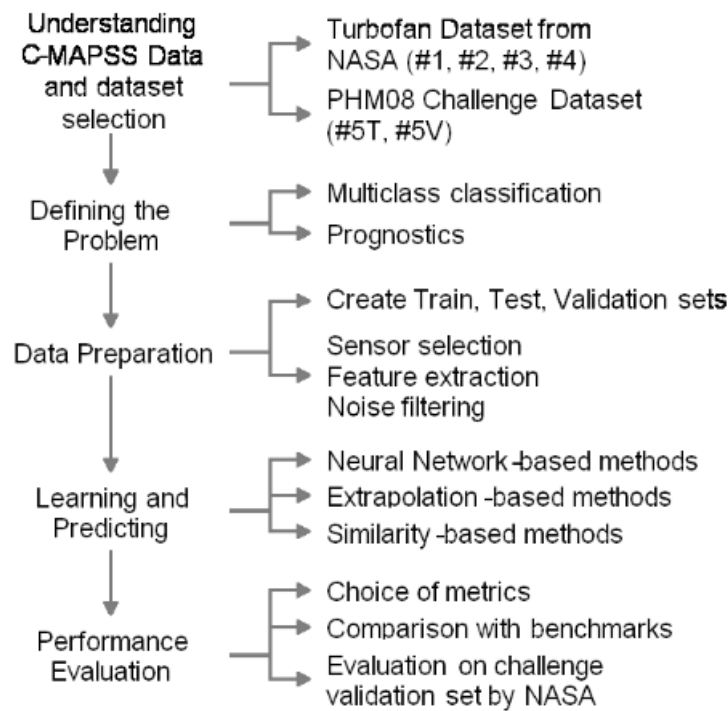 Understanding
C-MAPSS Data
and dataset
selection
Turbofan Dataset from
NASA (#1, #2, #3, #4)
PHM08 Challenge Dataset
(#5T, #5V)
Defining the
Problem
Multiclass classification
Prognostics
Data Preparation
Create Train, Test, Validation sets
Sensor selection
Feature extraction
Noise filtering
Learning and
Predicting
Neural Network-based methods
Extrapolation -based methods
Similarity -based methods
Performance
Evaluation
Choice of metrics
Comparison with benchmarks
Evaluation on challenge
validation set by NASA